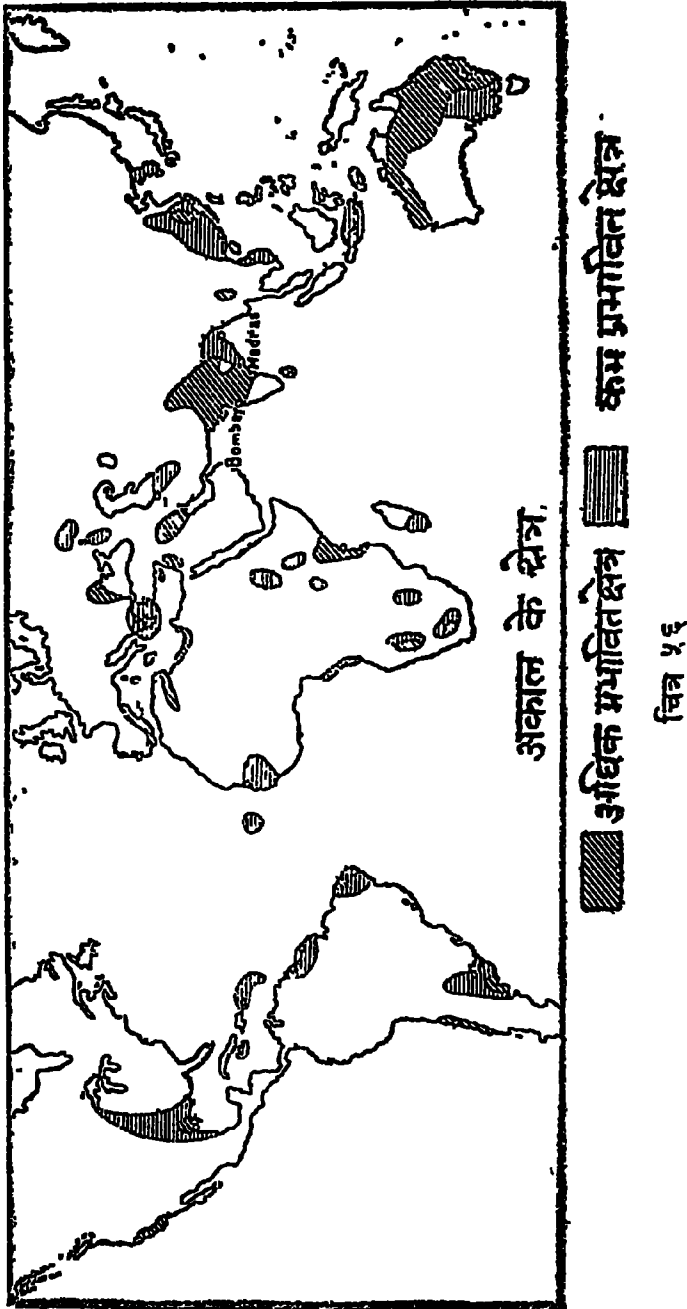 Bombay
Madras
अकाल के क्षेत्र.
अधिक प्रभावित क्षेत्र
कम प्रभावित क्षेत्र
चित्र ५६